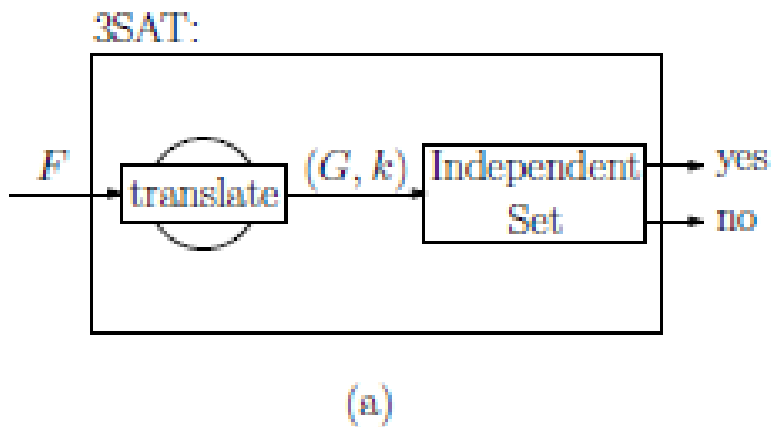 3SAT:
F
translate
(G, k)
Independent
Set
yes
no
(a)